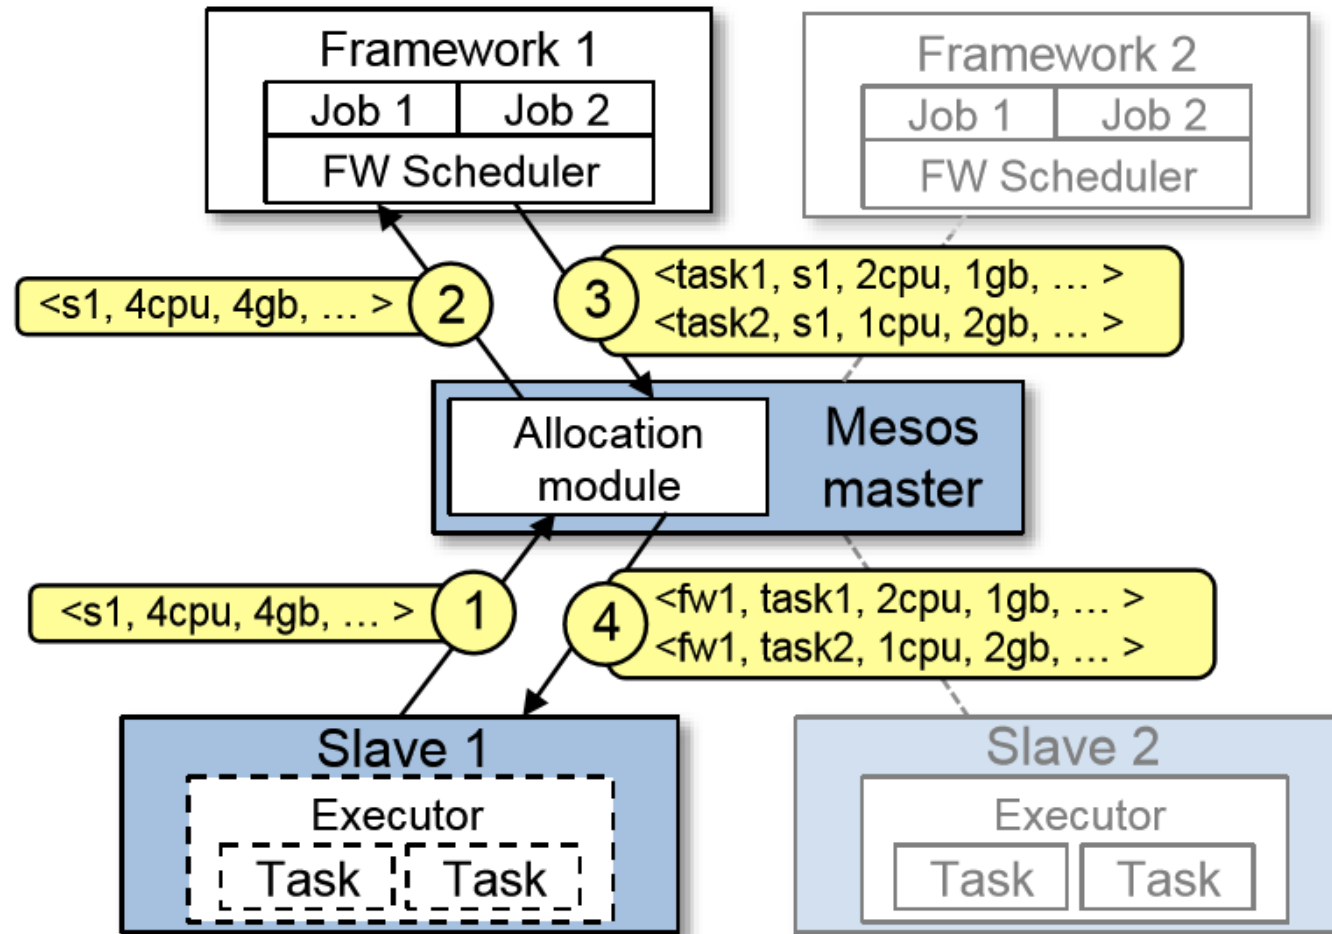 Framework 1
Job 1 Job 2
FW Scheduler
Framework 2
Job 1 Job 2
FW Scheduler
<s1, 4cpu, 4gb, … >
2
3
<task1, s1, 2cpu, 1gb, … >
<task2, s1, 1cpu, 2gb, … >
Allocation
module
Mesos
master
<s1, 4cpu, 4gb, … >
1
4
<fw1, task1, 2cpu, 1gb, … >
<fw1, task2, 1cpu, 2gb, … >
Slave 1
Executor
Task Task
Slave 2
Executor
Task Task